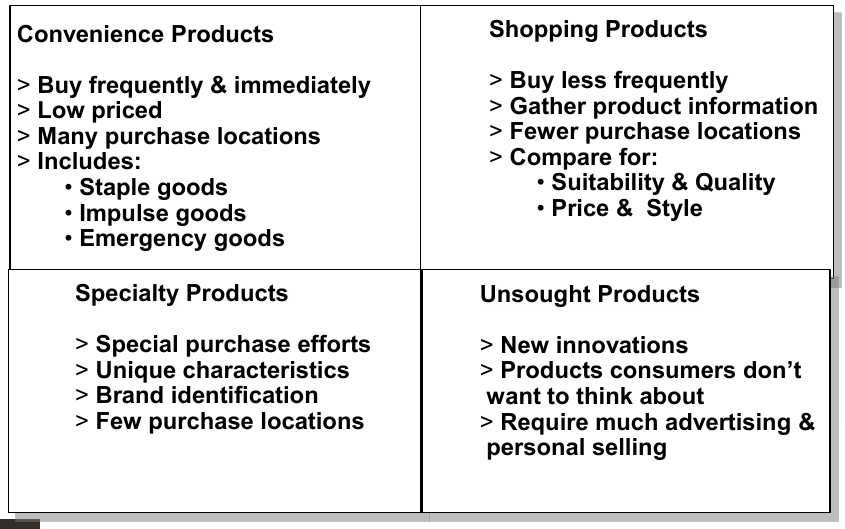 Convenience Products
> Buy frequently & immediately
> Low priced
> Many purchase locations
> Includes:
• Staple goods
• Impulse goods
• Emergency goods
Shopping Products
> Buy less frequently
> Gather product information
> Fewer purchase locations
> Compare for:
• Suitability & Quality
• Price & Style
Specialty Products
> Special purchase efforts
> Unique characteristics
> Brand identification
> Few purchase locations
Unsought Products
> New innovations
> Products consumers don’t
want to think about
> Require much advertising &
personal selling